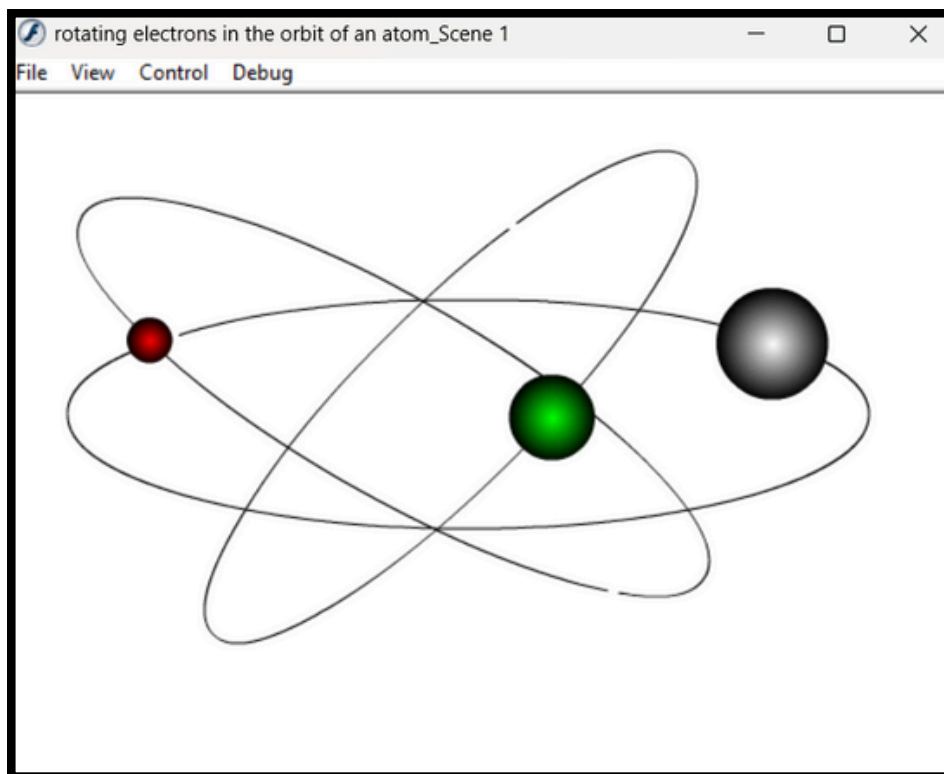 rotating electrons in the orbit of an atom_Scene 1
File View Control Debug